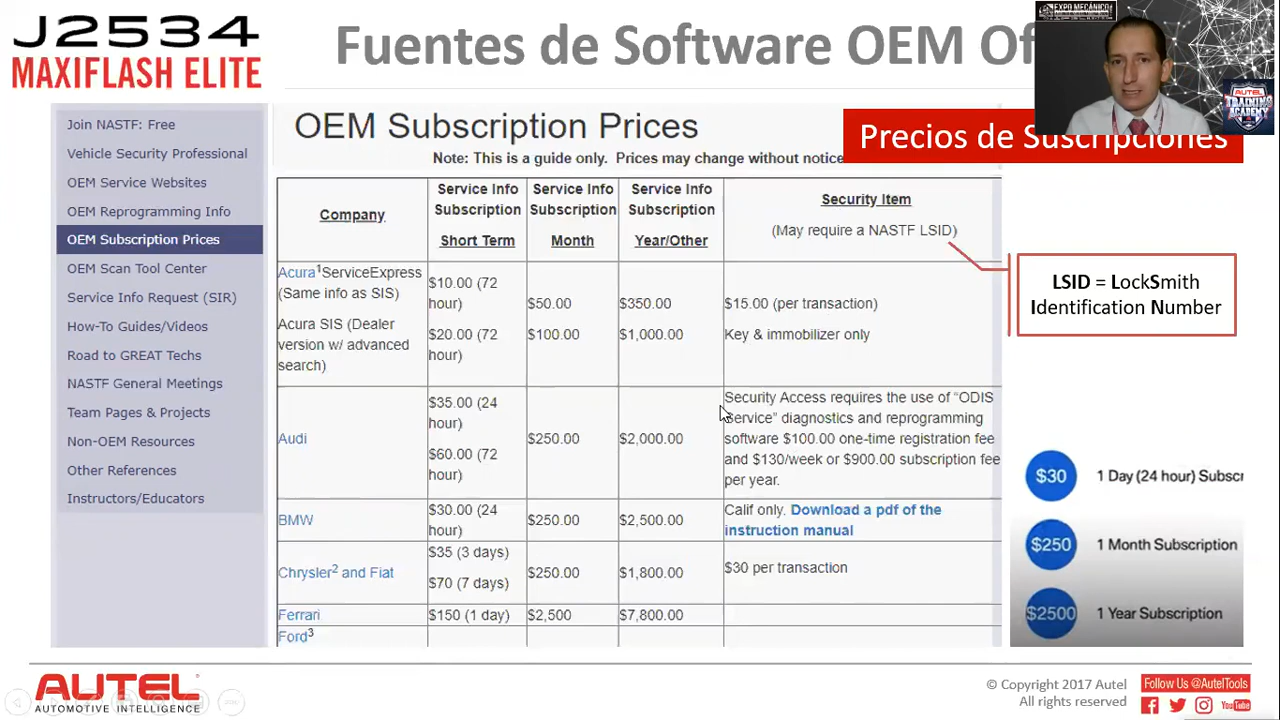 J2534
MAXIFLASH ELITE
Fuentes de Software OEM
EXPO MECÁNICO
AUTEL
TRAINING
ACADEMY
Join NASTF: Free
Vehicle Security Professional
OEM Service Websites
OEM Reprogramming Info
OEM Subscription Prices
OEM Scan Tool Center
Service Info Request (SIR)
How-To Guides/Videos
Road to GREAT Techs
NASTF General Meetings
Team Pages & Projects
Non-OEM Resources
Other References
Instructors/Educators
OEM Subscription Prices
Precios de Suscripciones
Note: This is a guide only. Prices may change without notice
Company
Service Info
Subscription
Short Term
Service Info
Subscription
Month
Service Info
Subscription
Year/Other
Security Item
(May require a NASTF LSID)
Acura¹ServiceExpress
(Same info as SIS)
Acura SIS (Dealer
version w/ advanced
search)
$10.00 (72
hour)
$20.00 (72
hour)
$50.00
$100.00
$350.00
$1,000.00
$15.00 (per transaction)
Key & immobilizer only
Audi
$35.00 (24
hour)
$60.00 (72
hour)
$250.00
$2,000.00
Security Access requires the use of “ODIS
Service” diagnostics and reprogramming
software $100.00 one-time registration fee
and $130/week or $900.00 subscription fee
per year.
BMW
$30.00 (24
hour)
$250.00
$2,500.00
Calif only. Download a pdf of the
instruction manual
Chrysler² and Fiat
$35 (3 days)
$70 (7 days)
$250.00
$1,800.00
$30 per transaction
Ferrari
$150 (1 day)
$2,500
$7,800.00
Ford³
LSID = LockSmith
Identification Number
$30
1 Day (24 hour) Subsc
$250
1 Month Subscription
$2500
1 Year Subscription
AUTEL
AUTOMOTIVE INTELLIGENCE
© Copyright 2017 Autel
All rights reserved
Follow Us @AutelTools
You Tube